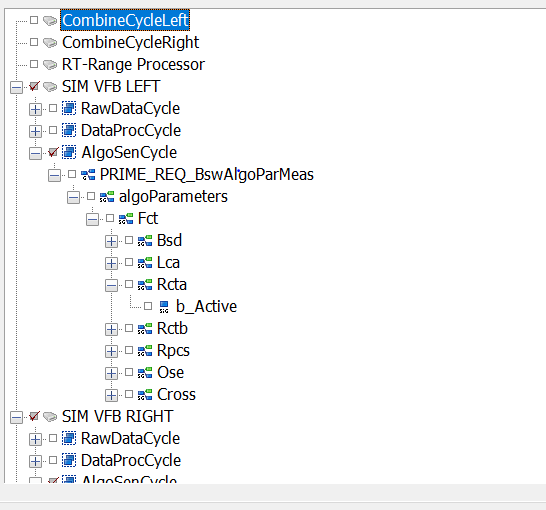 CombineCycleLeft
CombineCycleRight
RT-Range Processor
SIM VFB LEFT
RawDataCycle
DataProcCycle
AlgoSenCycle
PRIME_REQ_BswAlgoParMeas
algoParameters
Fct
Bsd
Lca
Rcta
b_Active
Rctb
Rpcs
Ose
Cross
SIM VFB RIGHT
RawDataCycle
DataProcCycle
AlgoSenCycle